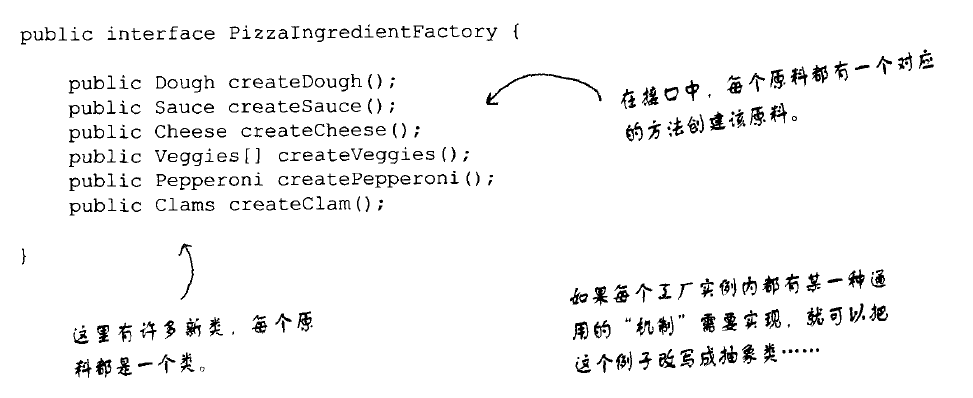 public interface PizzaIngredientFactory {
public Dough createDough();
public Sauce createSauce();
public Cheese createCheese();
public Veggies[] createVeggies();
public Pepperoni createPepperoni();
public Clams createClam();
}
在接口中，每个原料都有一个对应
的方法创建该原料。
这里有许多新类，每个原
料都是一个类。
如果每个工厂实例内都有某一种通
用的“机制”需要实现，就可以把
这个例子改写成抽象类……